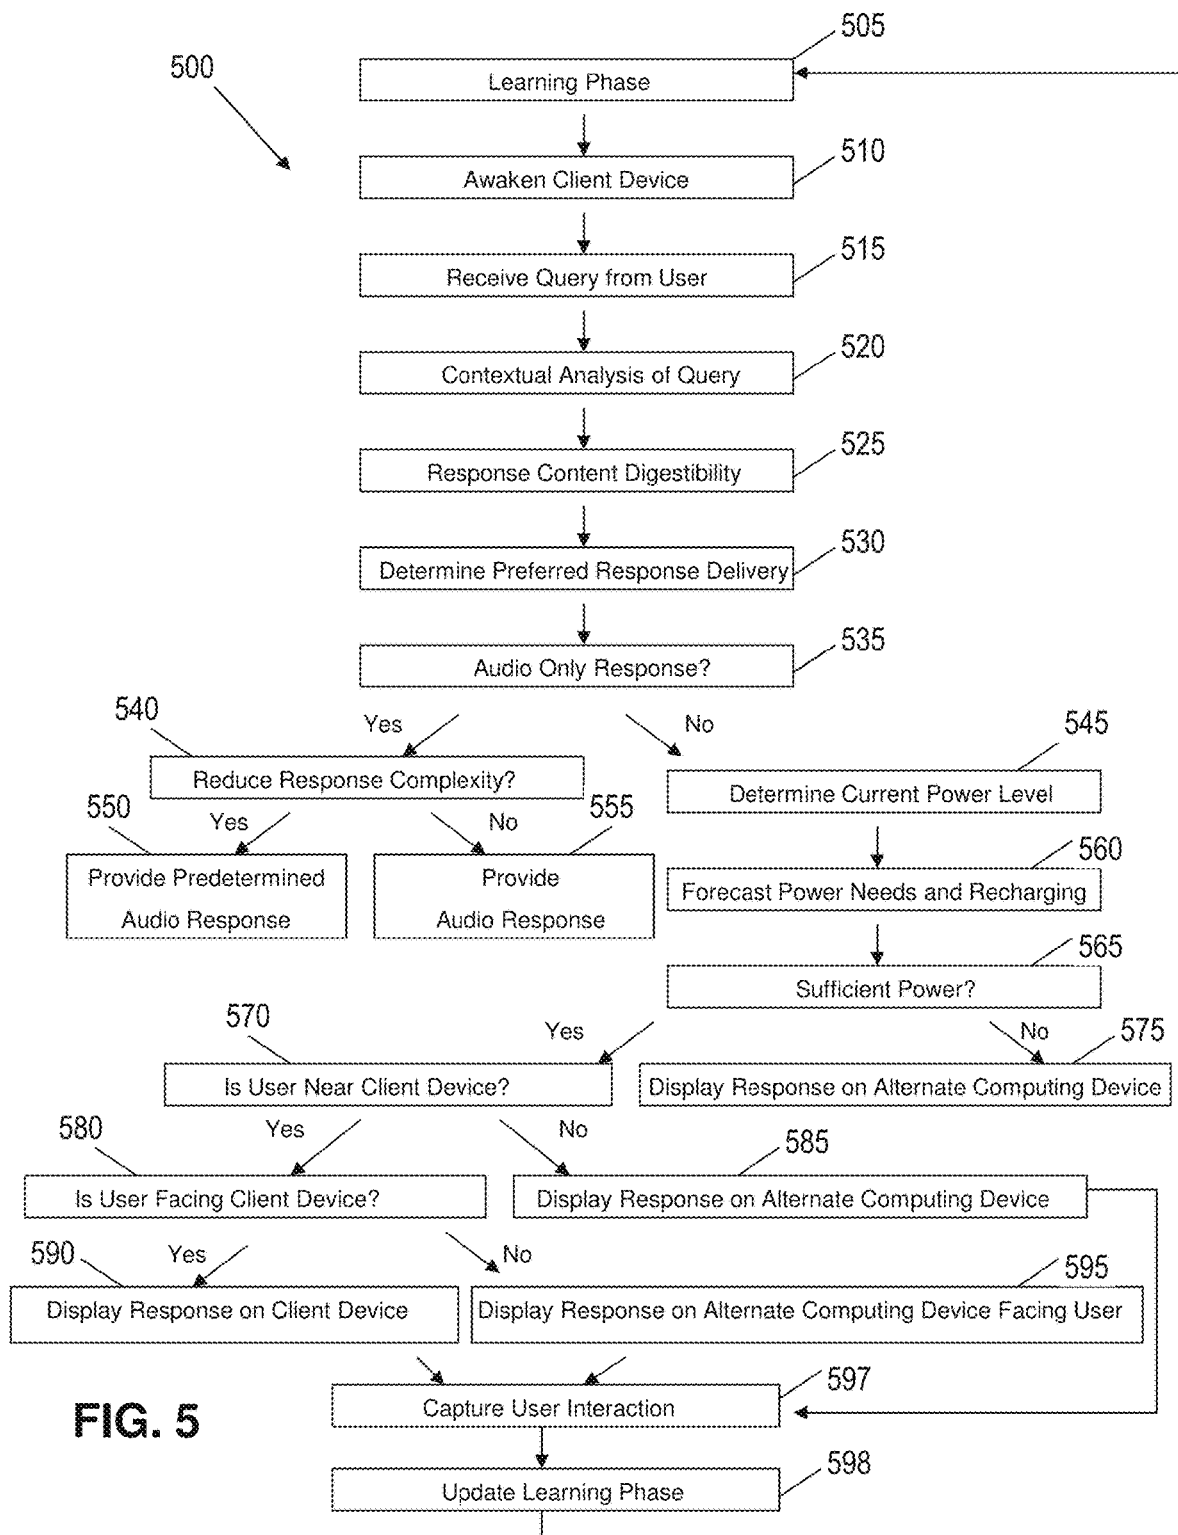 505
500
Learning Phase
510
Awaken Client Device
515
Receive Query from User
520
Contextual Analysis of Query
525
Response Content Digestibility
530
Determine Preferred Response Delivery
535
Audio Only Response?
540
Yes
No
545
Reduce Response Complexity?
Determine Current Power Level
550
Yes
No
555
560
Provide Predetermined
Audio Response
Provide
Audio Response
Forecast Power Needs and Recharging
565
Sufficient Power?
570
Yes
No
575
Is User Near Client Device?
Display Response on Alternate Computing Device
580
Yes
No
585
Is User Facing Client Device?
Display Response on Alternate Computing Device
590
Yes
No
595
Display Response on Client Device
Display Response on Alternate Computing Device Facing User
597
Capture User Interaction
FIG. 5
598
Update Learning Phase